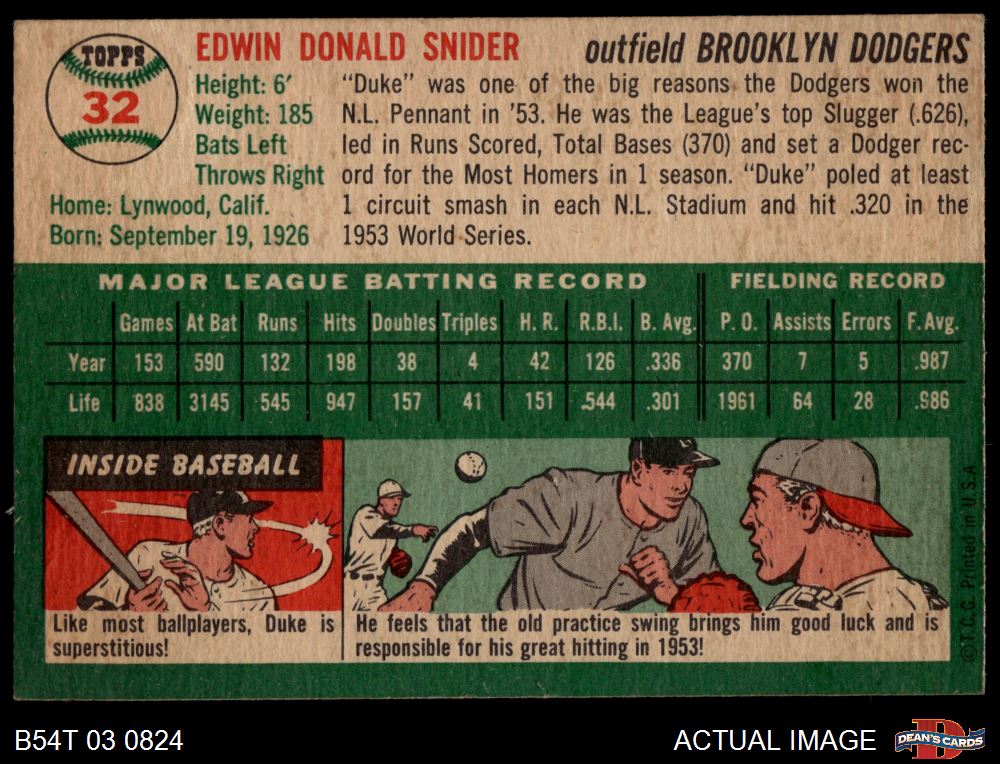 TOPPS
32
EDWIN DONALD SNIDER
outfield BROOKLYN DODGERS
Height: 6'
Weight: 185
Bats Left
Throws Right
Home: Lynwood, Calif.
Born: September 19, 1926
"Duke" was one of the big reasons the Dodgers won the
N.L. Pennant in '53. He was the League's top Slugger (.626),
led in Runs Scored, Total Bases (370) and set a Dodger rec-
ord for the Most Homers in 1 season. "Duke" poled at least
1 circuit smash in each N.L. Stadium and hit .320 in the
1953 World Series.
MAJOR LEAGUE BATTING RECORD FIELDING RECORD
Games At Bat Runs Hits Doubles Triples H. R. R.B.I. B. Avg. P. O. Assists Errors F. Avg.
Year 153 590 132 198 38 4 42 126 .336 370 7 5 .987
Life 838 3145 545 947 157 41 151 544 .301 1961 64 28 .986
INSIDE BASEBALL
Like most ballplayers, Duke is
superstitious!
He feels that the old practice swing brings him good luck and is
responsible for his great hitting in 1953!
© T.C.G. Printed in U.S.A.
B54T 03 0824
ACTUAL IMAGE
DEAN'S CARDS